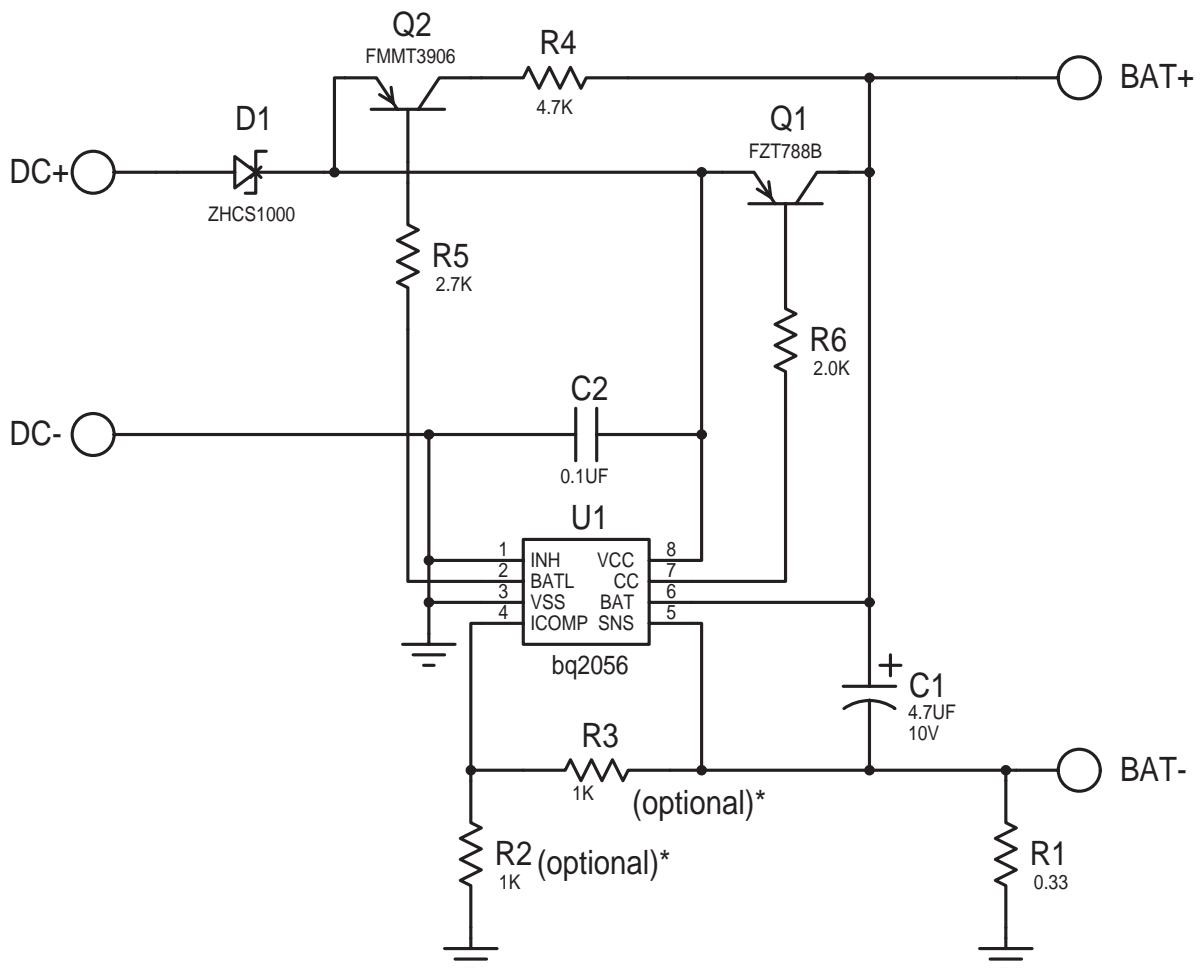 Q2
FMMT3906
R4
4.7K
BAT+
D1
Q1
FZT788B
DC+
ZHCS1000
R5
2.7K
R6
2.0K
C2
DC-
0.1UF
U1
1 INH VCC 8
2 BATL CC 7
3 VSS BAT 6
4 ICOMP SNS 5
bq2056
+
C1
4.7UF
10V
R3
BAT-
1K
(optional)*
R2 (optional)*
1K
R1
0.33